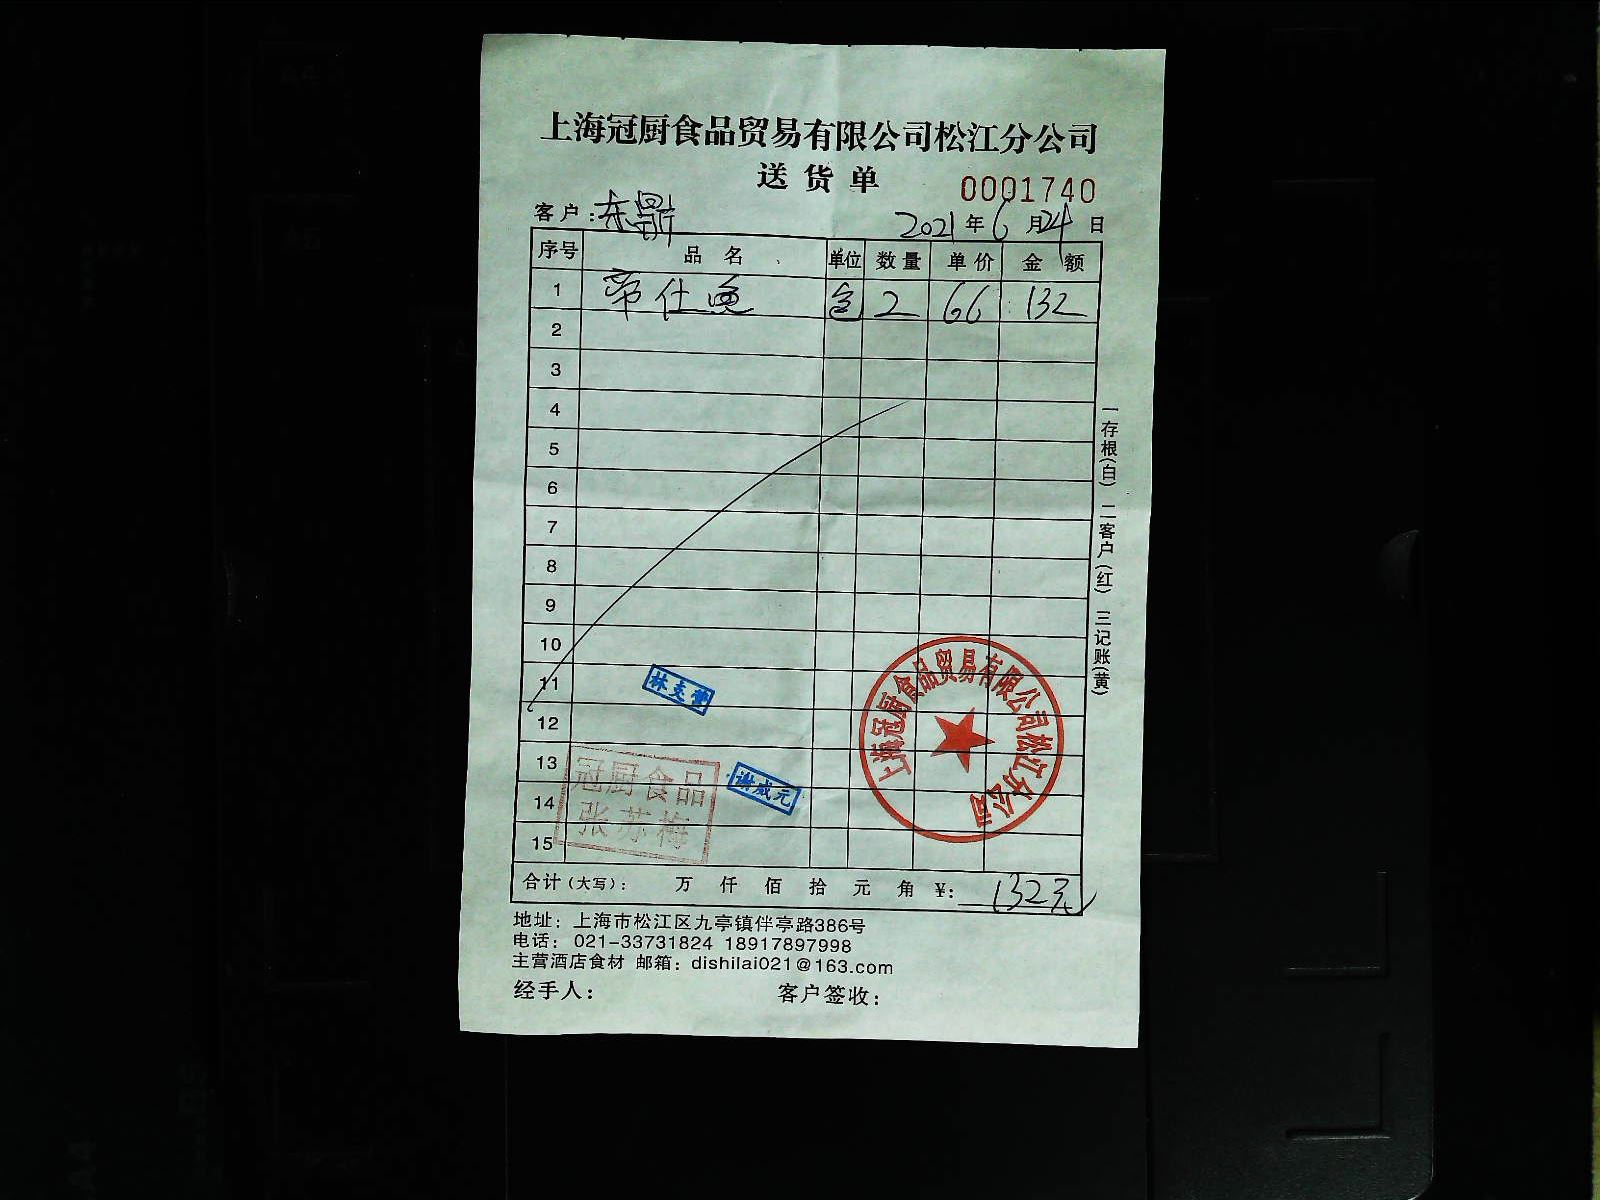 上海冠厨食品贸易有限公司松江分公司
送货单
0001740
客户:东鼎 2021年6月24日
序号 品名 单位 数量 单价 金额
1 帝仕鱼 包 2 66 132
2
3
4
5
6
7
8
9
10
11
12
13
14
15
林支蕾
谢咸元
冠厨食品
张苏梅
上海冠厨食品贸易有限公司松江分公司
合计(大写): 万 仟 佰 拾 元 角 ¥: 132元
地址:上海市松江区九亭镇伴亭路386号
电话:021-33731824 18917897998
主营酒店食材 邮箱:dishilai021@163.com
经手人: 客户签收:
一存根(白) 二客户(红) 三记账(黄)